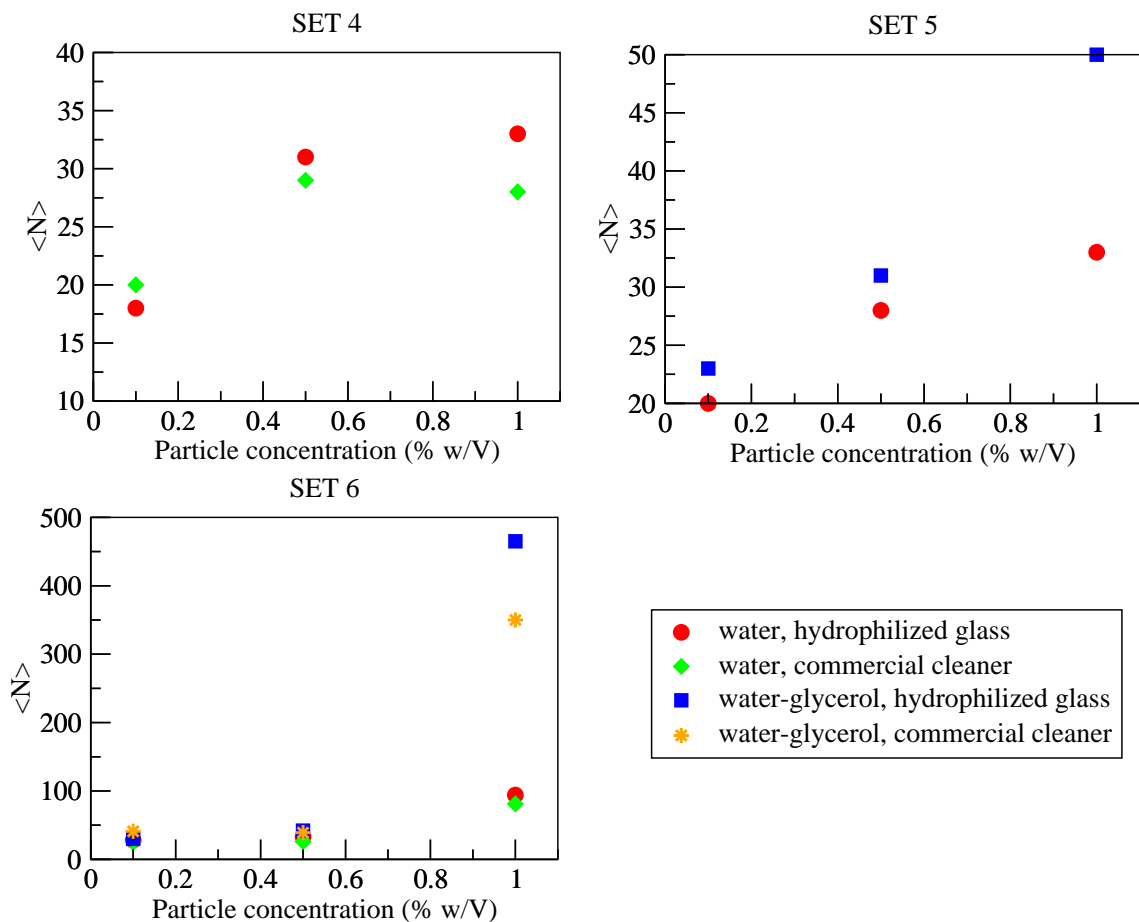 SET 4
40
35
30
25
20
15
10
<N>
0
0.2
0.4
0.6
0.8
1
Particle concentration (% w/V)
SET 5
50
45
40
35
30
25
20
<N>
0
0.2
0.4
0.6
0.8
1
Particle concentration (% w/V)
SET 6
500
400
300
200
100
0
<N>
0
0.2
0.4
0.6
0.8
1
Particle concentration (% w/V)
water, hydrophilized glass
water, commercial cleaner
water-glycerol, hydrophilized glass
water-glycerol, commercial cleaner